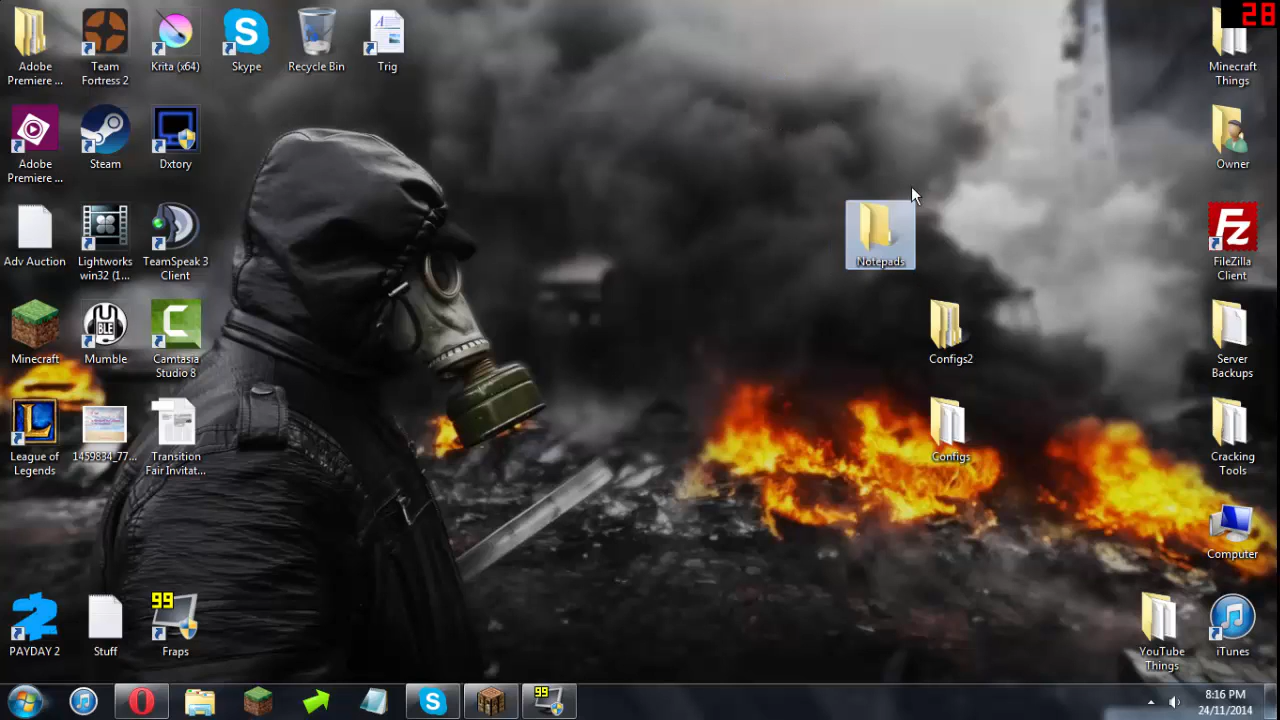 28
Adobe
Premiere ...
Team
Fortress 2
Krita (x64)
Skype
Recycle Bin
Trig
Minecraft
Things
Adobe
Premiere ...
Steam
Dxtory
Owner
Adv Auction
Lightworks
win32 (1...
TeamSpeak 3
Client
Notepads
FileZilla
Client
Minecraft
Mumble
Camtasia
Studio 8
Configs2
Server
Backups
League of
Legends
1459834_77...
Transition
Fair Invitat...
Configs
Cracking
Tools
Computer
PAYDAY 2
Stuff
99
Fraps
YouTube
Things
iTunes
99
8:16 PM
24/11/2014